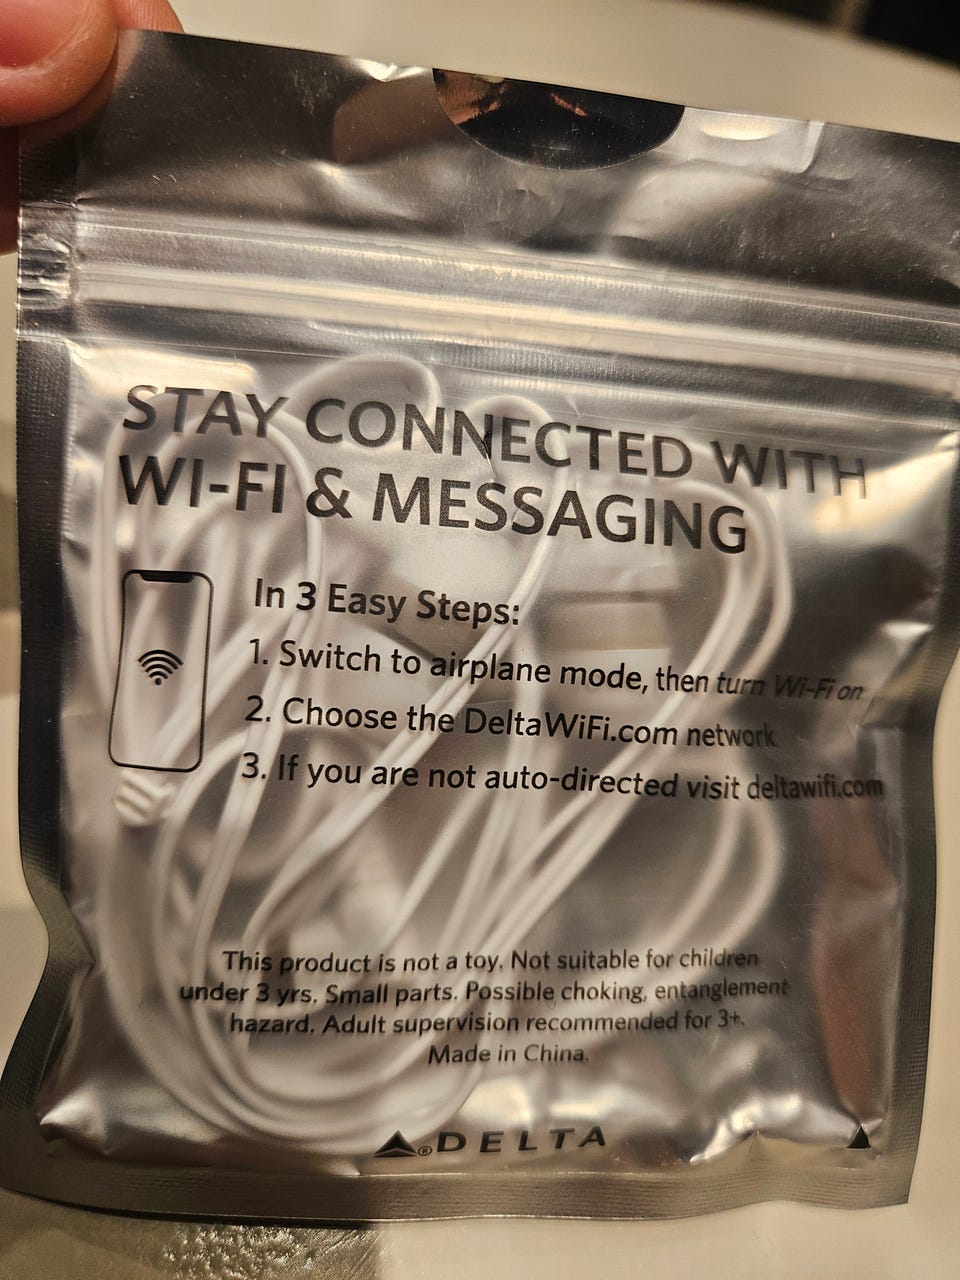 STAY CONNECTED WITH
WI-FI & MESSAGING
In 3 Easy Steps:
1. Switch to airplane mode, then turn Wi-Fi on
2. Choose the DeltaWiFi.com network
3. If you are not auto-directed visit deltawifi.com
This product is not a toy. Not suitable for children
under 3 yrs. Small parts. Possible choking, entanglement
hazard. Adult supervision recommended for 3+.
Made in China.
® DELTA